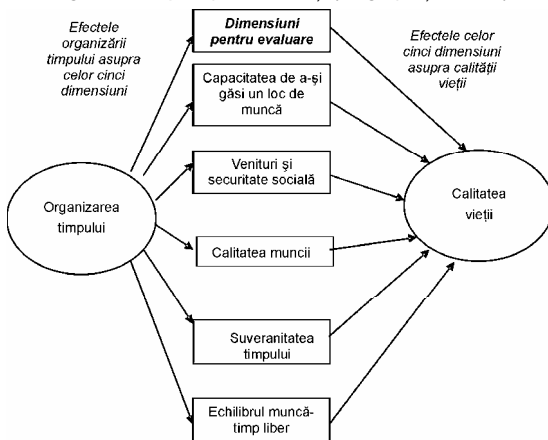 Efectele
organizării
timpului asupra
celor cinci
dimensiuni
Dimensiuni
pentru evaluare
Efectele celor
cinci dimensiuni
asupra calității
vieții
Capacitatea de a-și
găsi un loc de
muncă
Venituri și
securitate socială
Organizarea
timpului
Calitatea
vieții
Calitatea muncii
Suveranitatea
timpului
Echilibrul muncă-
timp liber